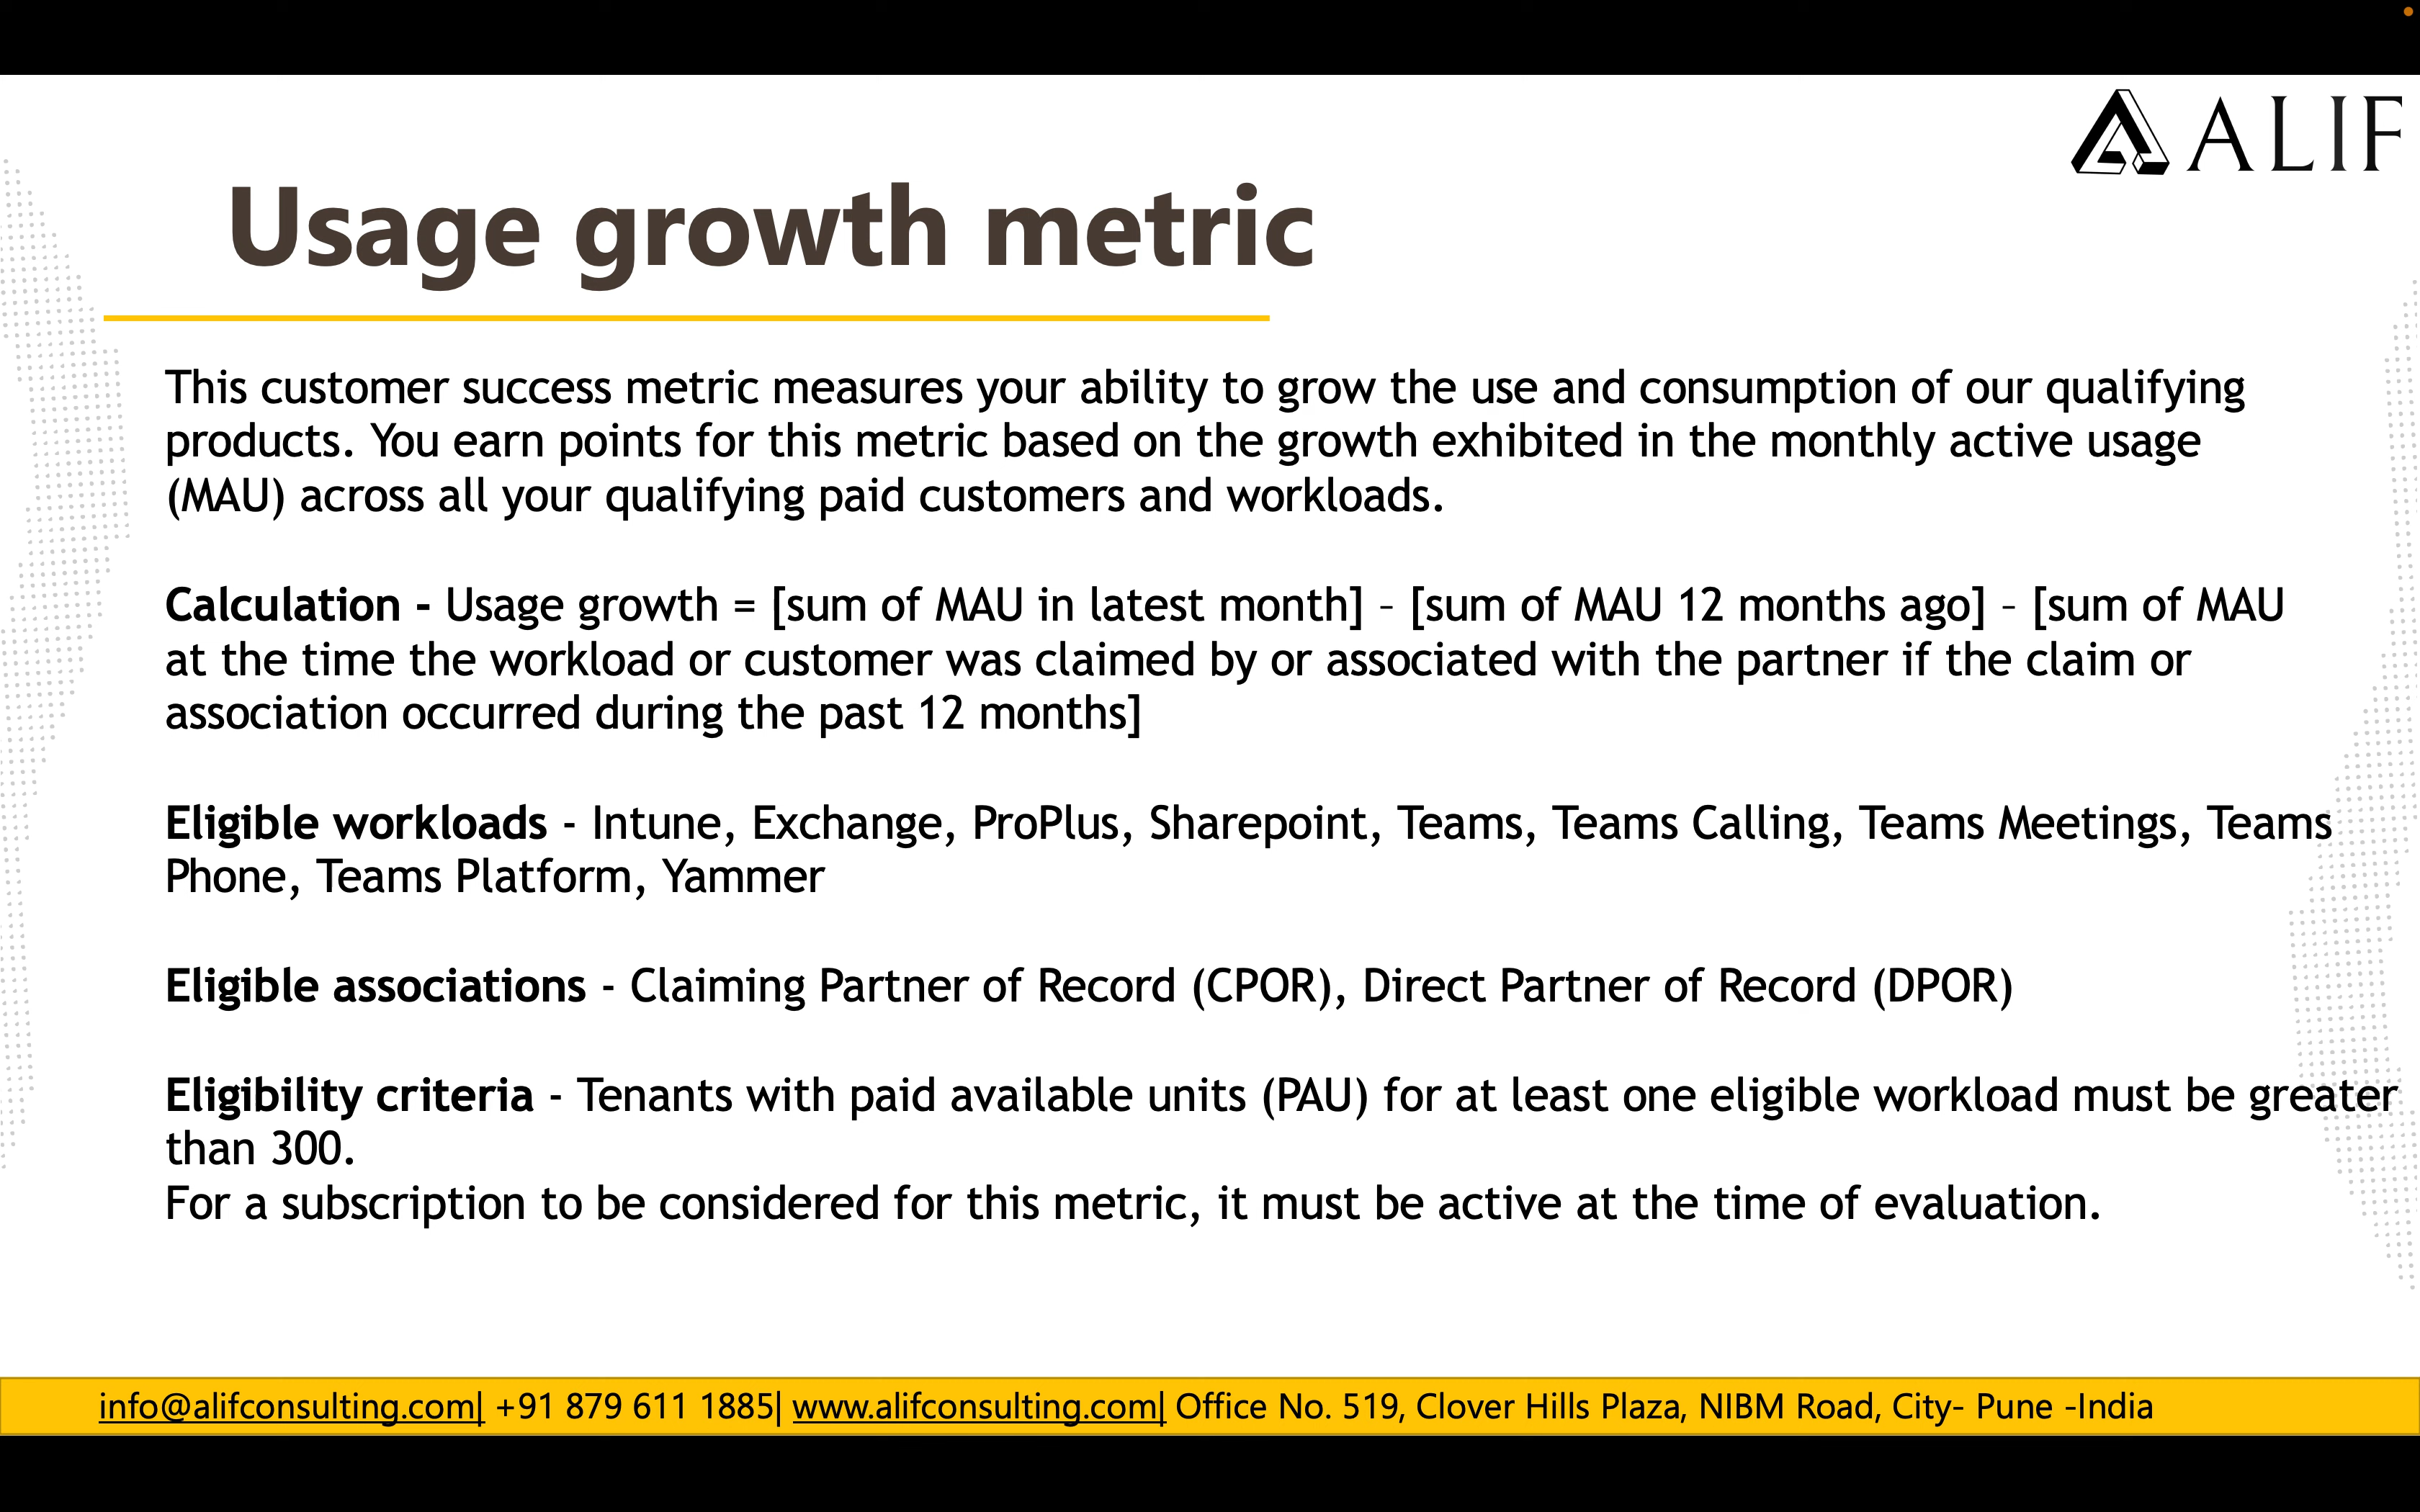 ALIF
Usage growth metric
This customer success metric measures your ability to grow the use and consumption of our qualifying
products. You earn points for this metric based on the growth exhibited in the monthly active usage
(MAU) across all your qualifying paid customers and workloads.
Calculation - Usage growth = [sum of MAU in latest month] – [sum of MAU 12 months ago] – [sum of MAU
at the time the workload or customer was claimed by or associated with the partner if the claim or
association occurred during the past 12 months]
Eligible workloads - Intune, Exchange, ProPlus, Sharepoint, Teams, Teams Calling, Teams Meetings, Teams
Phone, Teams Platform, Yammer
Eligible associations - Claiming Partner of Record (CPOR), Direct Partner of Record (DPOR)
Eligibility criteria - Tenants with paid available units (PAU) for at least one eligible workload must be greater
than 300.
For a subscription to be considered for this metric, it must be active at the time of evaluation.
info@alifconsulting.com| +91 879 611 1885| www.alifconsulting.com| Office No. 519, Clover Hills Plaza, NIBM Road, City- Pune -India